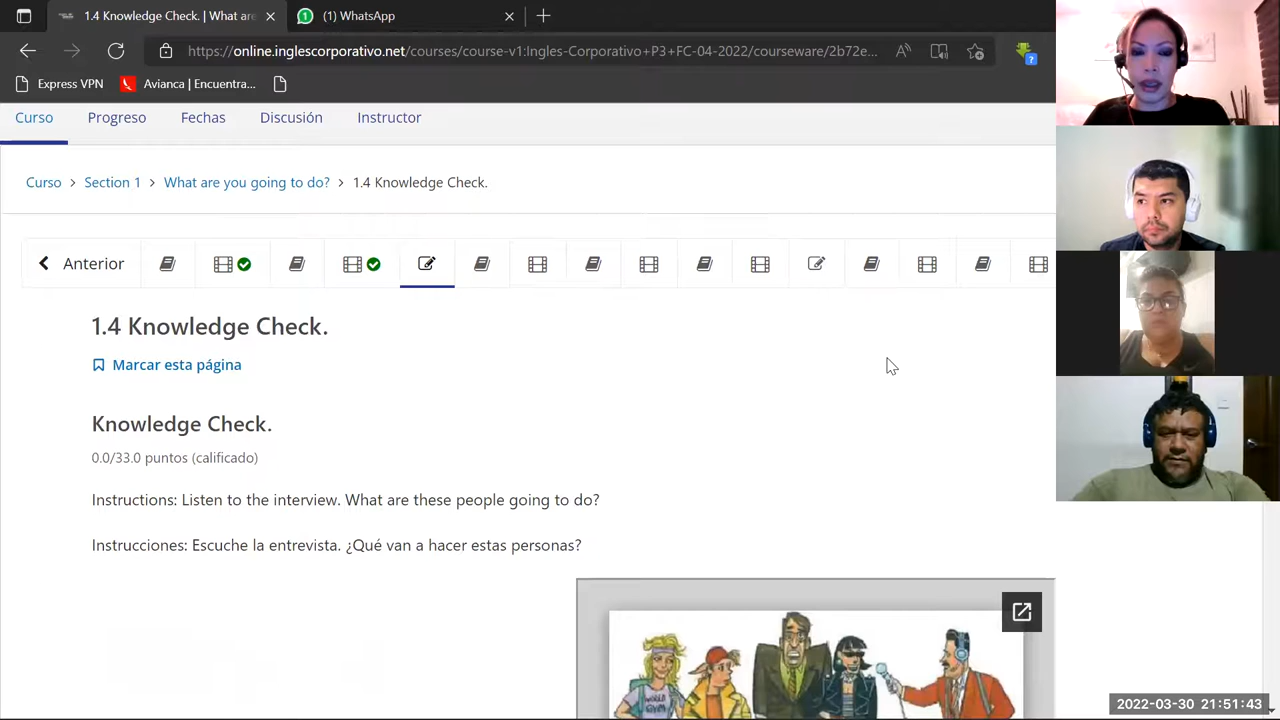 1.4 Knowledge Check. | What are
(1) WhatsApp
https://online.inglescorporativo.net/courses/course-v1:Ingles-Corporativo+P3+FC-04-2022/courseware/2b72e...
Express VPN
Avianca | Encuentra...
Curso Progreso Fechas Discusión Instructor
Curso > Section 1 > What are you going to do? > 1.4 Knowledge Check.
Anterior
1.4 Knowledge Check.
Marcar esta página
Knowledge Check.
0.0/33.0 puntos (calificado)
Instructions: Listen to the interview. What are these people going to do?
Instrucciones: Escuche la entrevista. ¿Qué van a hacer estas personas?
2022-03-30 21:51:43